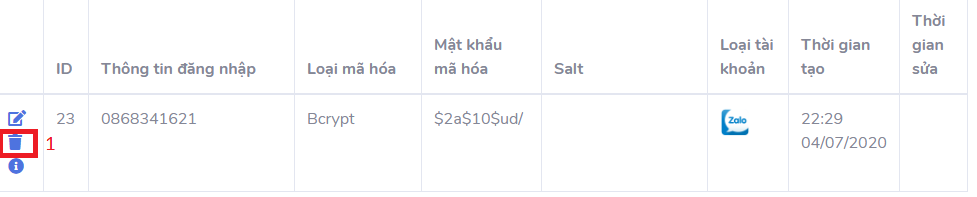 ID Thông tin đăng nhập Loại mã hóa Mật khẩu mã hóa Salt Loại tài khoản Thời gian tạo Thời gian sửa
23 0868341621 Bcrypt $2a$10$ud/ Zalo 22:29 04/07/2020
1